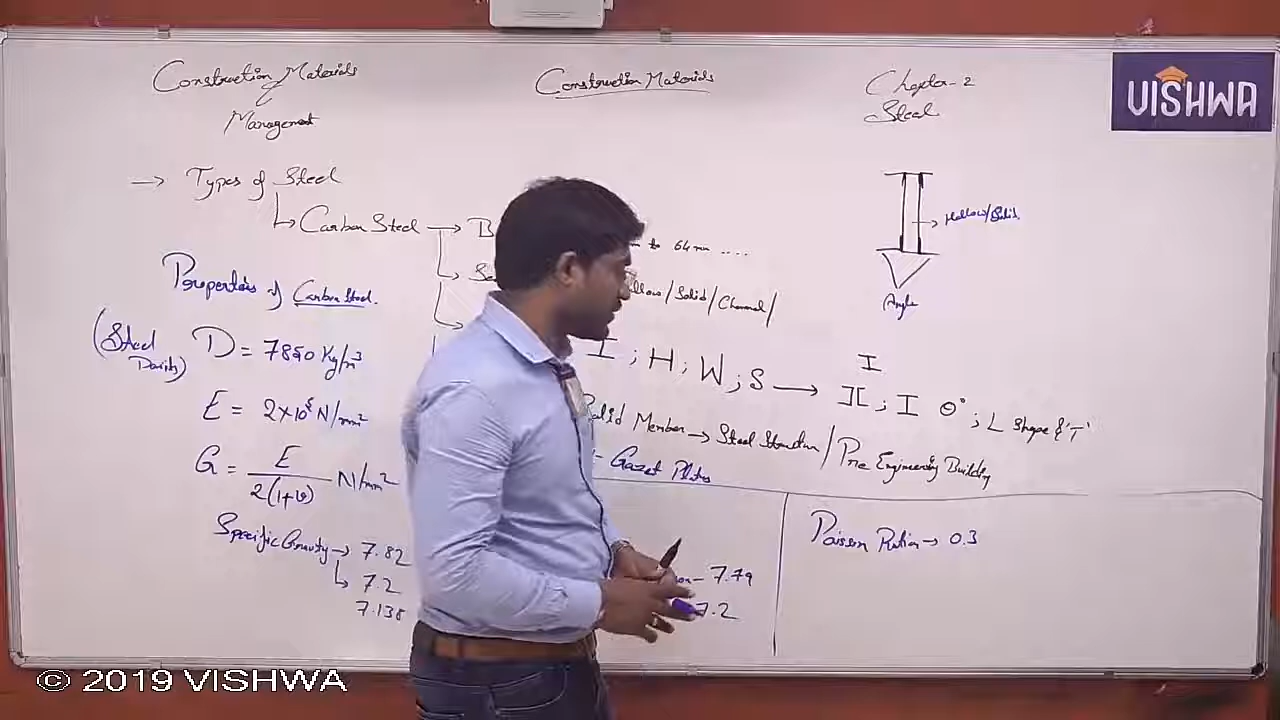 Construction Materials
&
Management
Construction Materials
Chapter - 2
Steel
VISHWA
→ Types of Steel
↳ Carbon Steel →
to 64 mm ....
/ Solid / Channel /
Hollow/Solid
Angle
Properties of Carbon Steel.
(Steel
D = 7850 Kg/m³
E = 2×10⁵ N/mm²
G = E / 2(1+υ) N/mm²
Specific Gravity → 7.82
↳ 7.2
7.138
I ; H ; W ; S →
I
][ ; I ⊙ ; L Shape & 'T'
Solid Member → Steel Structure / Pre Engineering Building
- Gazet Plates
7.79
7.2
Poisson Ratio → 0.3
© 2019 VISHWA